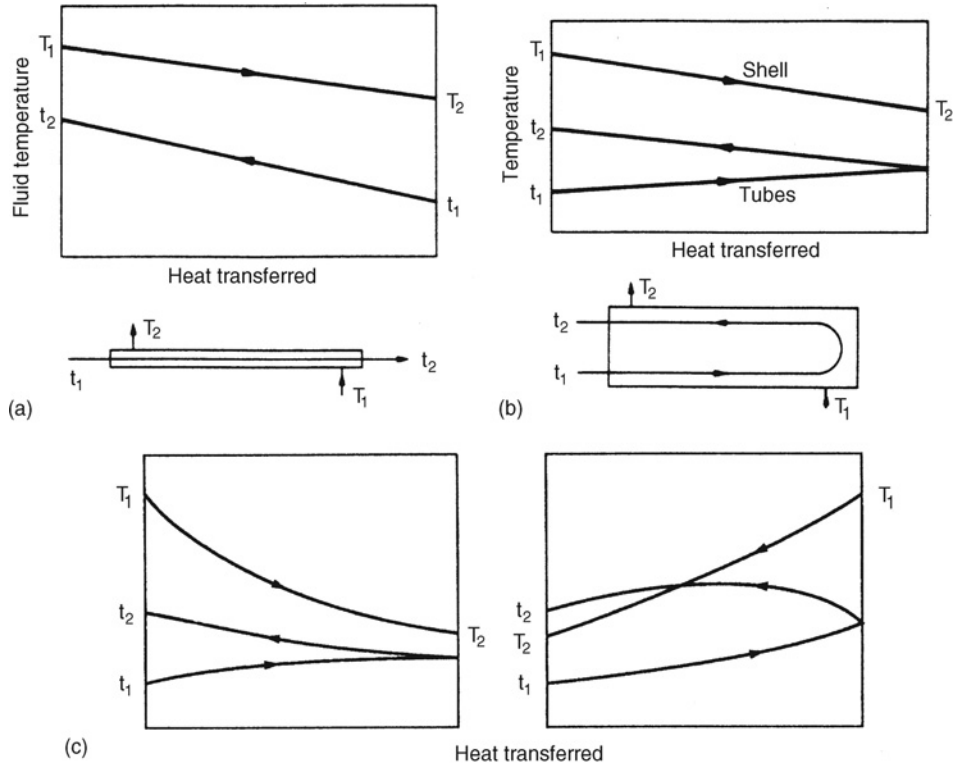 T₁
t₂
T₂
t₁
Fluid temperature
Heat transferred
T₂
t₁
t₂
T₁
(a)
T₁
t₂
t₁
T₂
Temperature
Shell
Tubes
Heat transferred
T₂
t₂
t₁
T₁
(b)
T₁
t₂
t₁
T₂
T₁
t₂
T₂
t₁
(c)
Heat transferred